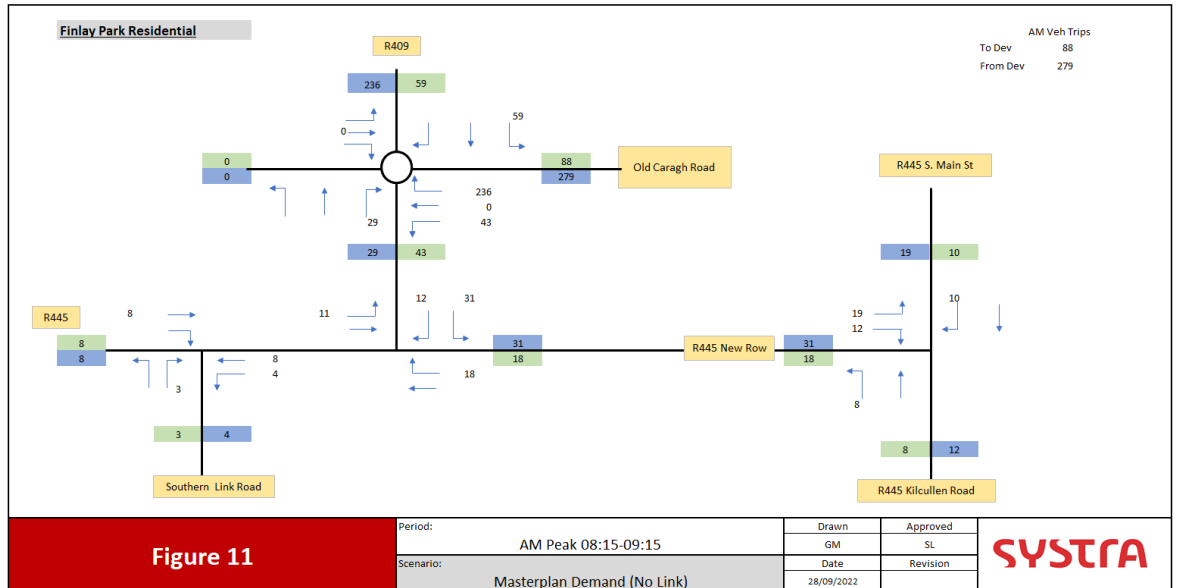 Finlay Park Residential
AM Veh Trips
To Dev 88
From Dev 279
R409
236 59
59
0
0
0
88
279
Old Caragh Road
R445 S. Main St
236
0
43
29
29 43
19 10
R445
8
11
12 31
10
19
12
8
8
31
18
R445 New Row
31
18
8
4
18
3
8
3 4
8 12
Southern Link Road
R445 Kilcullen Road
Figure 11
Period:
AM Peak 08:15-09:15
Scenario:
Masterplan Demand (No Link)
Drawn Approved
GM SL
Date Revision
28/09/2022
SYSTRA